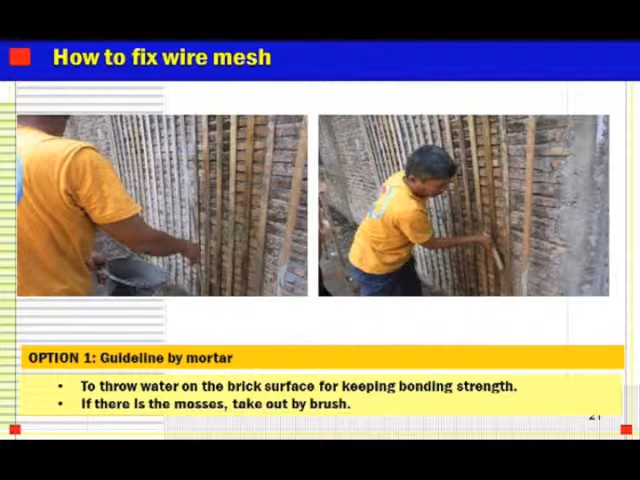 How to fix wire mesh
OPTION 1: Guideline by mortar
• To throw water on the brick surface for keeping bonding strength.
• If there is the mosses, take out by brush.